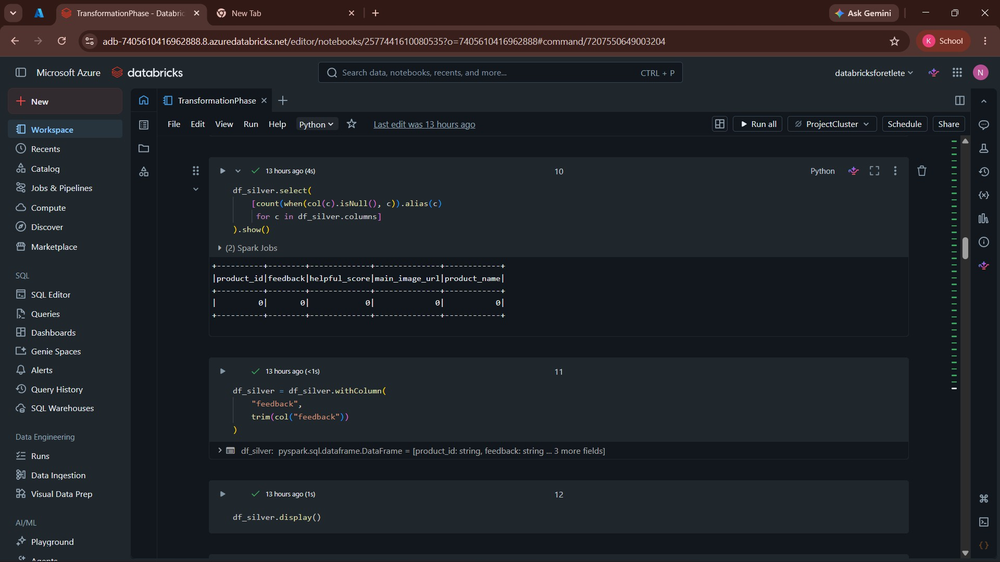 TransformationPhase - Databric
New Tab
Ask Gemini
adb-7405610416962888.8.azuredatabricks.net/editor/notebooks/2577441610080535?o=7405610416962888#command/7207550649003204
K
School
Microsoft Azure
databricks
Search data, notebooks, recents, and more...
CTRL + P
databricksforetlete
N
New
Workspace
Recents
Catalog
Jobs & Pipelines
Compute
Discover
Marketplace
SQL
SQL Editor
Queries
Dashboards
Genie Spaces
Alerts
Query History
SQL Warehouses
Data Engineering
Runs
Data Ingestion
Visual Data Prep
AI/ML
Playground
TransformationPhase
File Edit View Run Help Python
Last edit was 13 hours ago
Run all
ProjectCluster
Schedule
Share
13 hours ago (4s)
10
Python
df_silver.select(
[count(when(col(c).isNull(), c)).alias(c)
for c in df_silver.columns]
).show()
(2) Spark Jobs
+----------+--------+-------------+--------------+------------+
|product_id|feedback|helpful_score|main_image_url|product_name|
+----------+--------+-------------+--------------+------------+
|         0|       0|            0|             0|           0|
+----------+--------+-------------+--------------+------------+
13 hours ago (<1s)
11
df_silver = df_silver.withColumn(
"feedback",
trim(col("feedback"))
)
df_silver: pyspark.sql.dataframe.DataFrame = [product_id: string, feedback: string ... 3 more fields]
13 hours ago (1s)
12
df_silver.display()